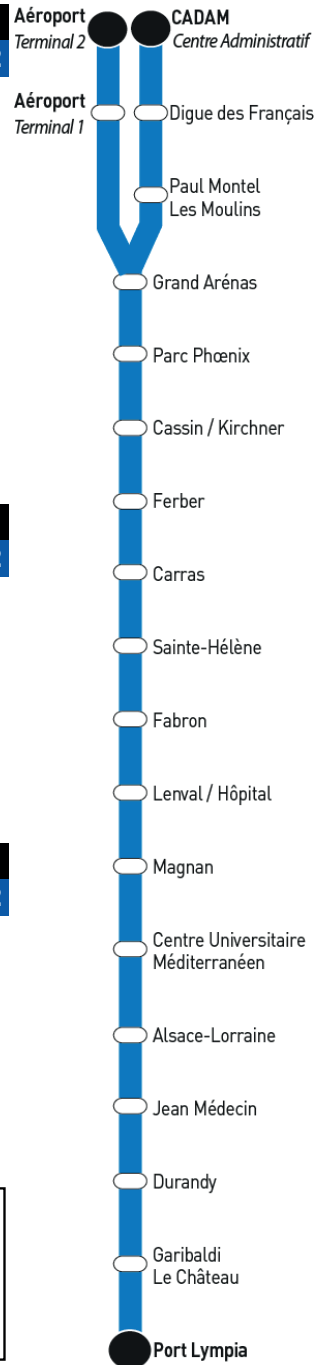 Aéroport
Terminal 2
CADAM
Centre Administratif
Aéroport
Terminal 1
Digue des Français
Paul Montel
Les Moulins
Grand Arénas
Parc Phœnix
Cassin / Kirchner
Ferber
Carras
Sainte-Hélène
Fabron
Lenval / Hôpital
Magnan
Centre Universitaire
Méditerranéen
Alsace-Lorraine
Jean Médecin
Durandy
Garibaldi
Le Château
Port Lympia